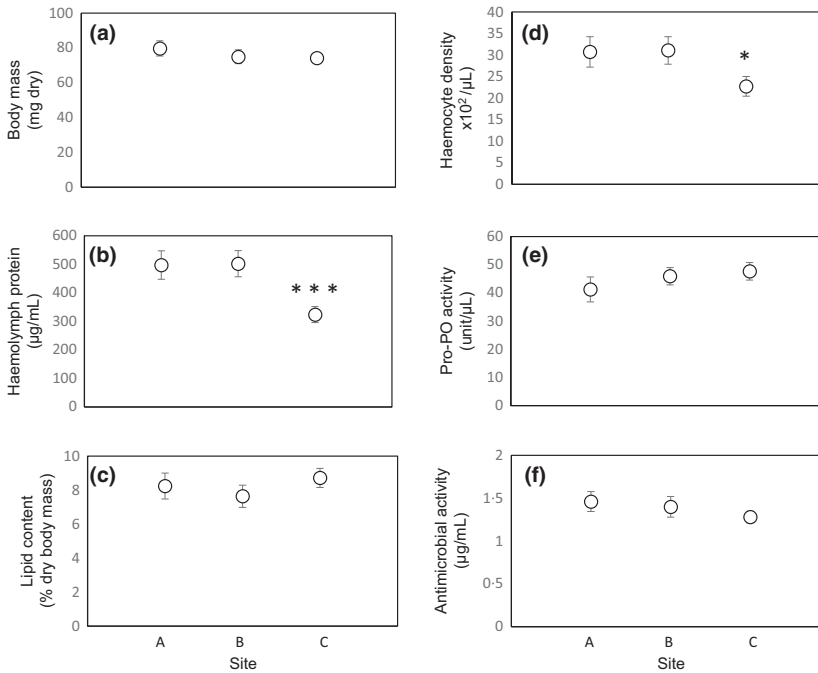 (a)
Body mass
(mg dry)
100
80
60
40
20
0
(b)
Haemolymph protein
(µg/mL)
600
500
400
300
200
100
0
* * *
(c)
Lipid content
(% dry body mass)
10
8
6
4
2
0
A B C
Site
(d)
Haemocyte density
x10²/µL
40
35
30
25
20
15
10
5
0
*
(e)
Pro-PO activity
(unit/µL)
60
50
40
30
20
10
0
(f)
Antimicrobial activity
(µg/mL)
2
1·5
1
0·5
0
A B C
Site